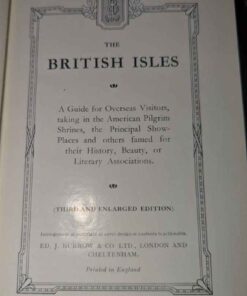 THE
BRITISH ISLES
A Guide for Overseas Visitors,
taking in the American Pilgrim
Shrines, the Principal Show-
Places and others famed for
their History, Beauty, or
Literary Associations.
(THIRD AND ENLARGED EDITION)
ED. J. BURROW & CO LTD., LONDON AND
CHELTENHAM.
Printed in England